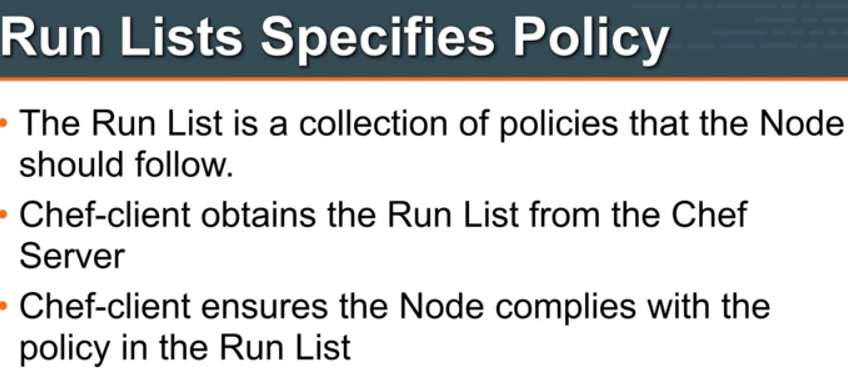 Run Lists Specifies Policy
• The Run List is a collection of policies that the Node
should follow.
• Chef-client obtains the Run List from the Chef
Server
• Chef-client ensures the Node complies with the
policy in the Run List